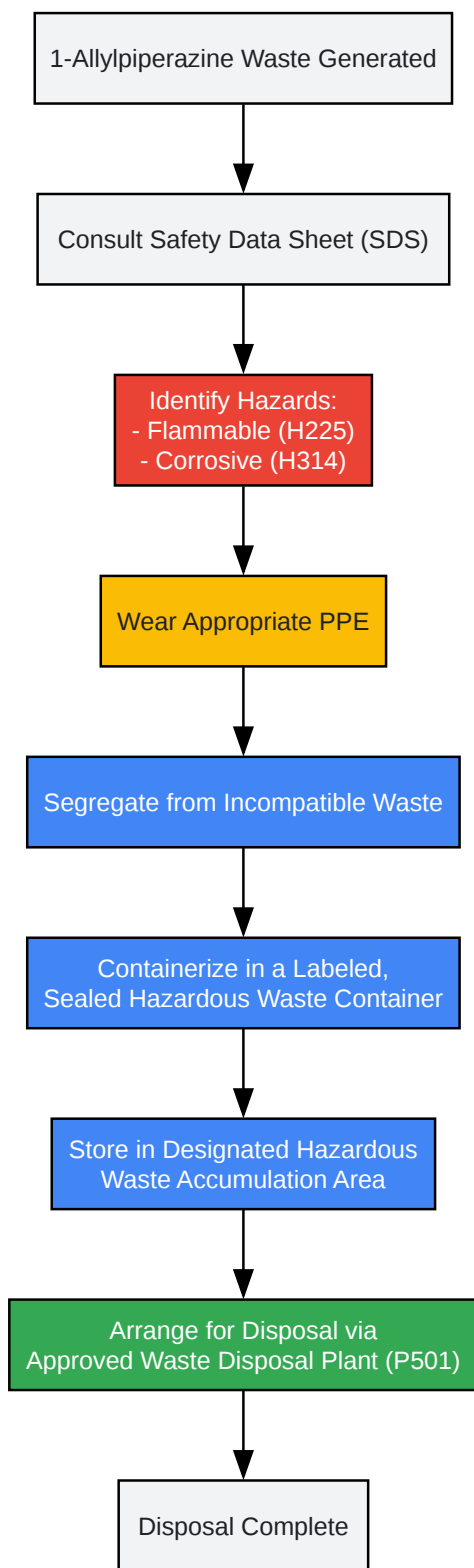 1-Allylpiperazine Waste Generated
Consult Safety Data Sheet (SDS)
Identify Hazards:
- Flammable (H225)
- Corrosive (H314)
Wear Appropriate PPE
Segregate from Incompatible Waste
Containerize in a Labeled,
Sealed Hazardous Waste Container
Store in Designated Hazardous
Waste Accumulation Area
Arrange for Disposal via
Approved Waste Disposal Plant (P501)
Disposal Complete